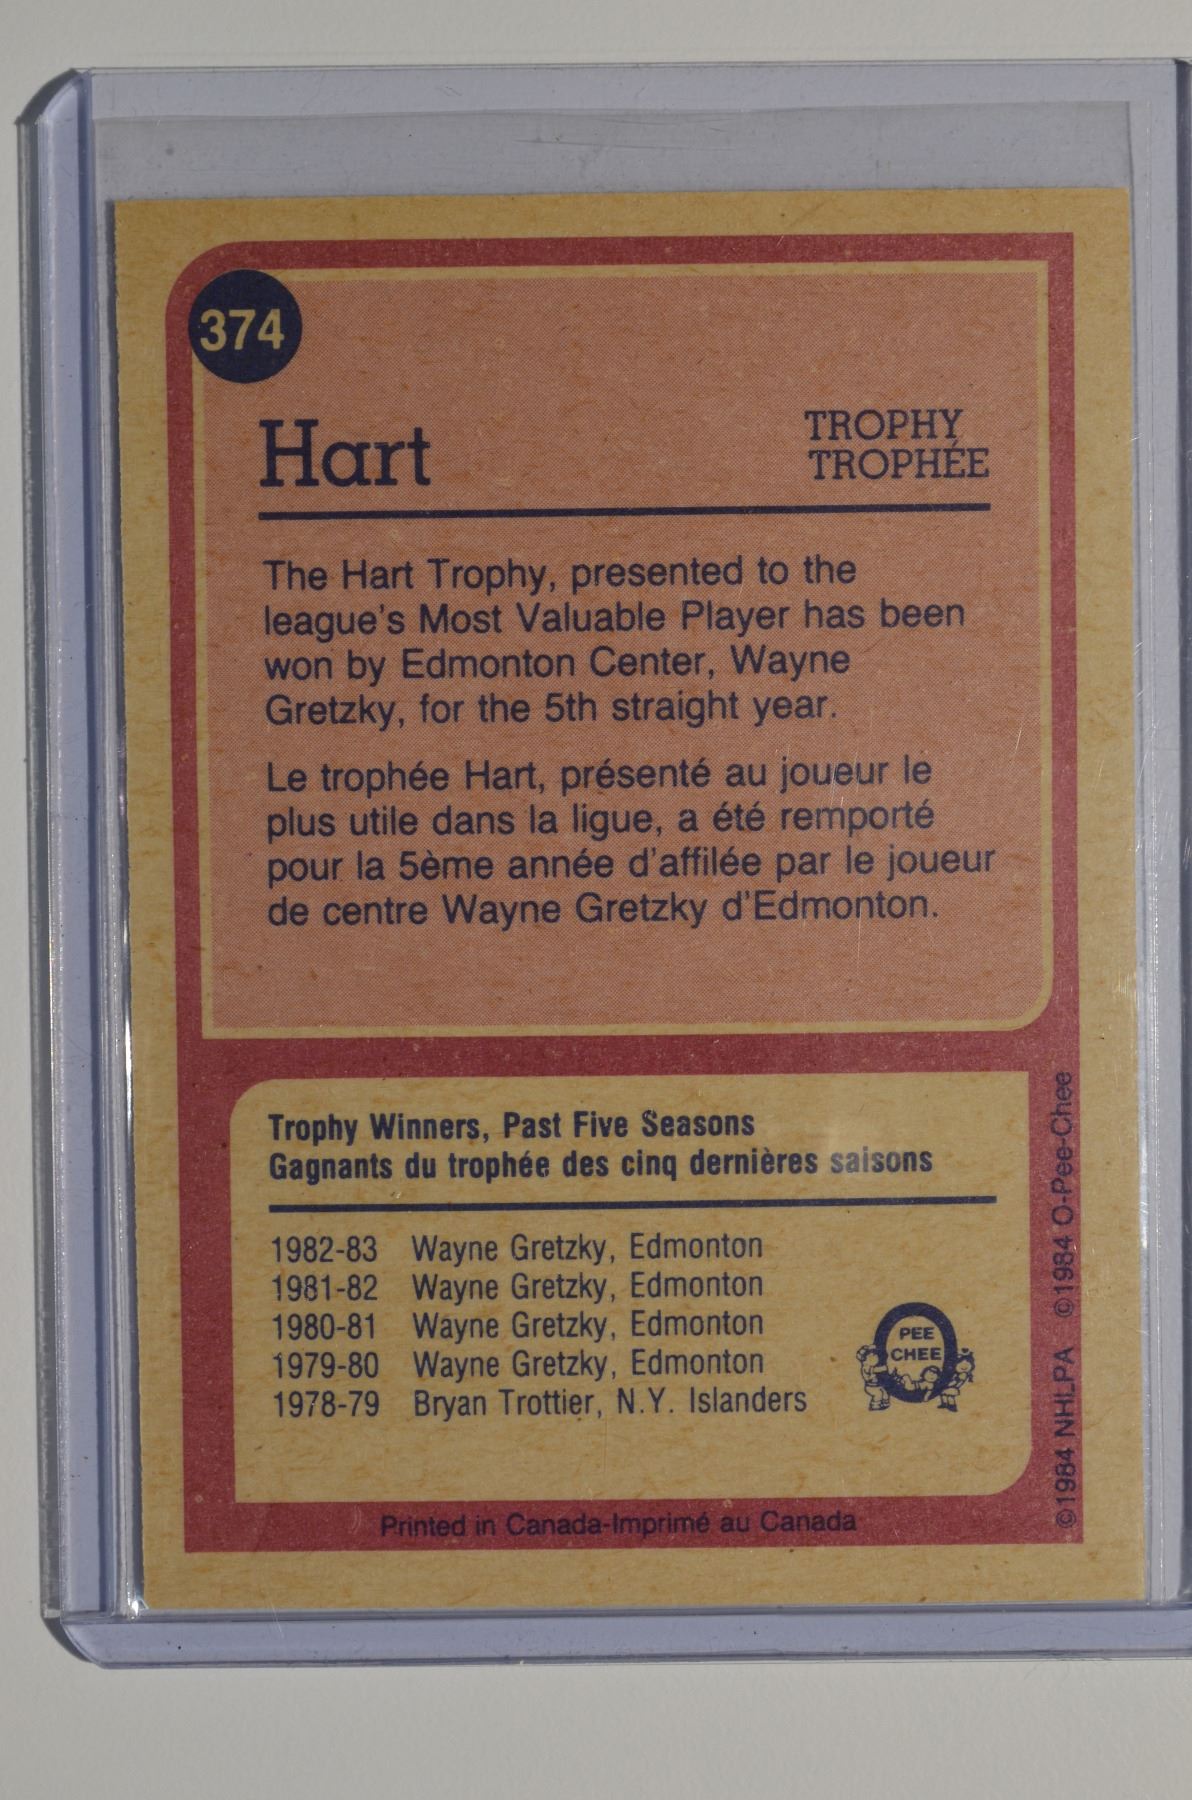 374
Hart
TROPHY
TROPHÉE
The Hart Trophy, presented to the
league's Most Valuable Player has been
won by Edmonton Center, Wayne
Gretzky, for the 5th straight year.
Le trophée Hart, présenté au joueur le
plus utile dans la ligue, a été remporté
pour la 5ème année d'affilée par le joueur
de centre Wayne Gretzky d'Edmonton.
Trophy Winners, Past Five Seasons
Gagnants du trophée des cinq dernières saisons
1982-83 Wayne Gretzky, Edmonton
1981-82 Wayne Gretzky, Edmonton
1980-81 Wayne Gretzky, Edmonton
1979-80 Wayne Gretzky, Edmonton
1978-79 Bryan Trottier, N.Y. Islanders
O
PEE
CHEE
©1984 NHLPA ©1984 O-Pee-Chee
Printed in Canada-Imprimé au Canada